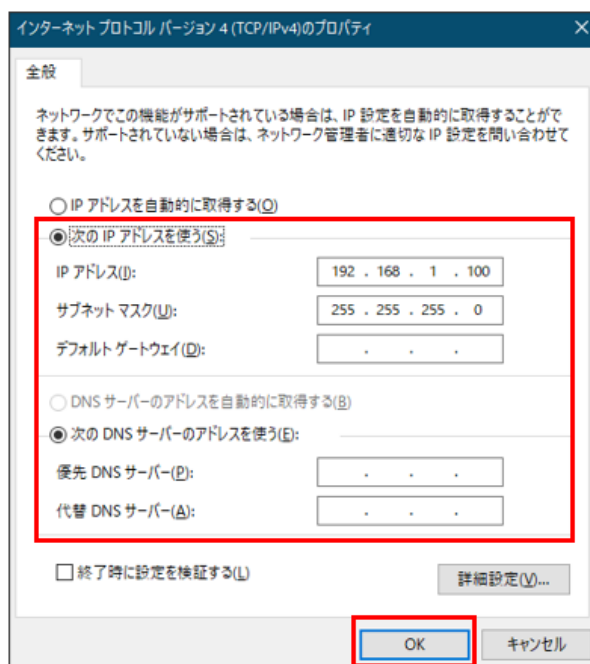 インターネット プロトコル バージョン 4 (TCP/IPv4)のプロパティ
全般
ネットワークでこの機能がサポートされている場合は、IP 設定を自動的に取得することがで
きます。サポートされていない場合は、ネットワーク管理者に適切な IP 設定を問い合わせて
ください。
IP アドレスを自動的に取得する(O)
次の IP アドレスを使う(S):
IP アドレス(I): 192 . 168 . 1 . 100
サブネット マスク(U): 255 . 255 . 255 . 0
デフォルト ゲートウェイ(D): . . .
DNS サーバーのアドレスを自動的に取得する(B)
次の DNS サーバーのアドレスを使う(E):
優先 DNS サーバー(P): . . .
代替 DNS サーバー(A): . . .
終了時に設定を検証する(L)
詳細設定(V)...
OK キャンセル